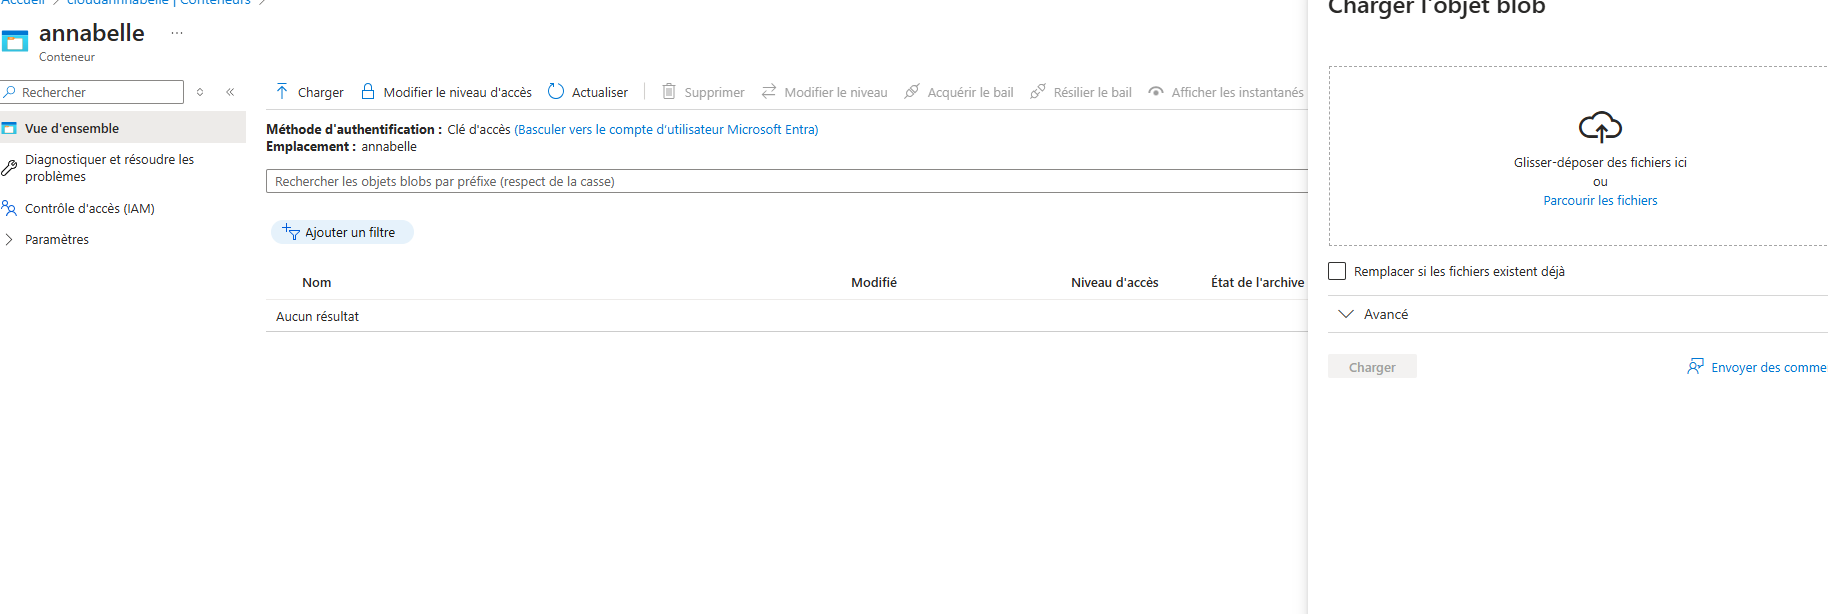 Accueil > cloudannabelle | Conteneurs >
annabelle ...
Conteneur
Rechercher
Vue d'ensemble
Diagnostiquer et résoudre les
problèmes
Contrôle d'accès (IAM)
Paramètres
Charger Modifier le niveau d'accès Actualiser Supprimer Modifier le niveau Acquérir le bail Résilier le bail Afficher les instantanés
Méthode d'authentification : Clé d'accès (Basculer vers le compte d'utilisateur Microsoft Entra)
Emplacement : annabelle
Rechercher les objets blobs par préfixe (respect de la casse)
Ajouter un filtre
Nom Modifié Niveau d'accès État de l'archive
Aucun résultat
Charger l'objet blob
Glisser-déposer des fichiers ici
ou
Parcourir les fichiers
Remplacer si les fichiers existent déjà
Avancé
Charger Envoyer des comme